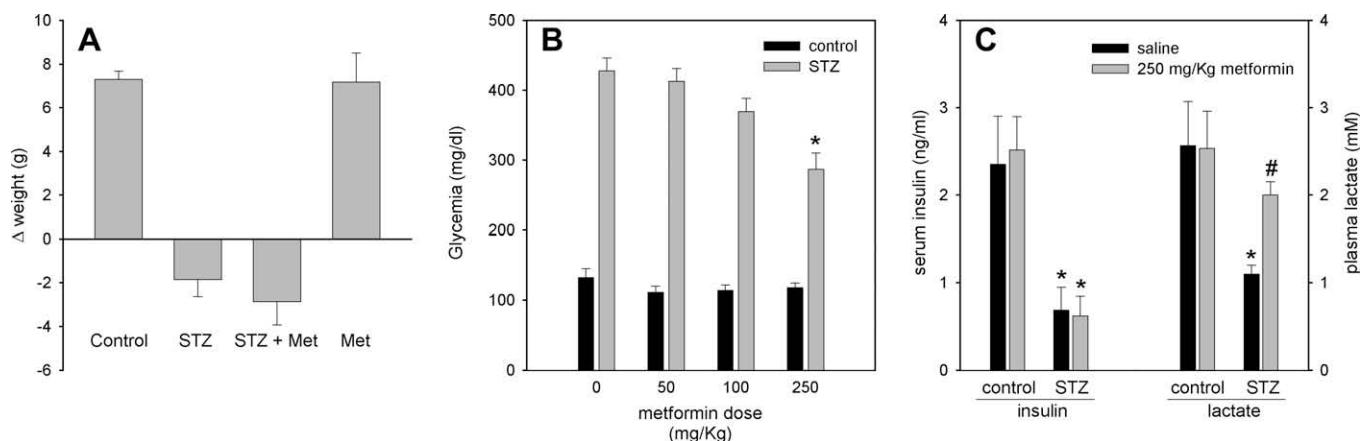 A
Δ weight (g)
10
8
6
4
2
0
-2
-4
-6
Control STZ STZ + Met Met
B
control
STZ
Glycemia (mg/dl)
500
400
300
200
100
0
*
0 50 100 250
metformin dose
(mg/Kg)
C
saline
250 mg/Kg metformin
serum insulin (ng/ml)
4
3
2
1
0
* * * #
control STZ control STZ
insulin lactate
4
3
2
1
0
plasma lactate (mM)